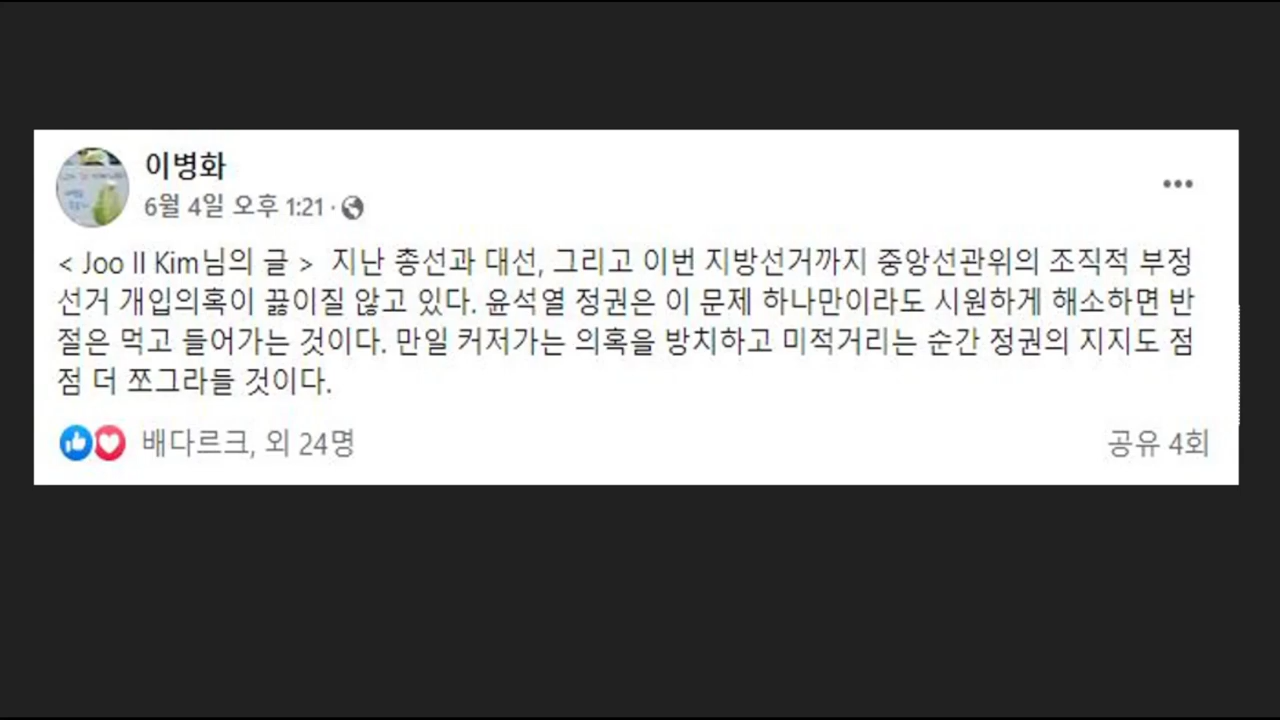 이병화
6월 4일 오후 1:21 ·
< Joo Il Kim님의 글 > 지난 총선과 대선, 그리고 이번 지방선거까지 중앙선관위의 조직적 부정
선거 개입의혹이 끓이질 않고 있다. 윤석열 정권은 이 문제 하나만이라도 시원하게 해소하면 반
절은 먹고 들어가는 것이다. 만일 커저가는 의혹을 방치하고 미적거리는 순간 정권의 지지도 점
점 더 쪼그라들 것이다.
배다르크, 외 24명
공유 4회